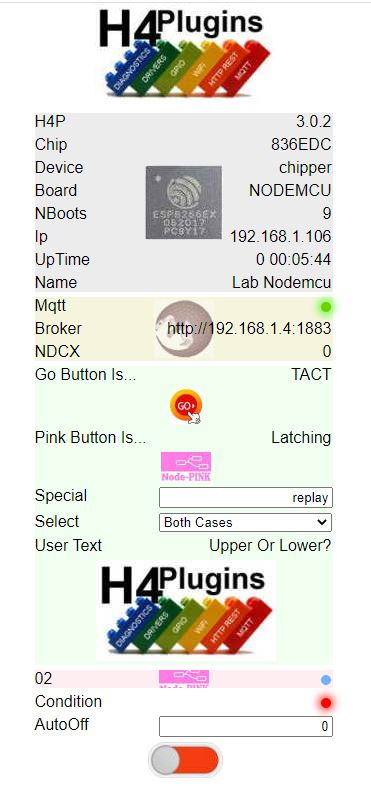 H4Plugins
DIAGNOSTICS DRIVERS GPIO WiFi HTTP REST MQTT
H4P 3.0.2
Chip 836EDC
Device chipper
Board NODEMCU
NBoots 9
ESP8266EX
082017
PC9Y17
Ip 192.168.1.106
UpTime 0 00:05:44
Name Lab Nodemcu
Mqtt
Broker http://192.168.1.4:1883
NDCX 0
Go Button Is... TACT
GO
Pink Button Is... Latching
Node-PINK
Special replay
Select Both Cases
User Text Upper Or Lower?
H4Plugins
DIAGNOSTICS DRIVERS GPIO WiFi HTTP REST MQTT
02
Node-PINK
Condition
AutoOff 0